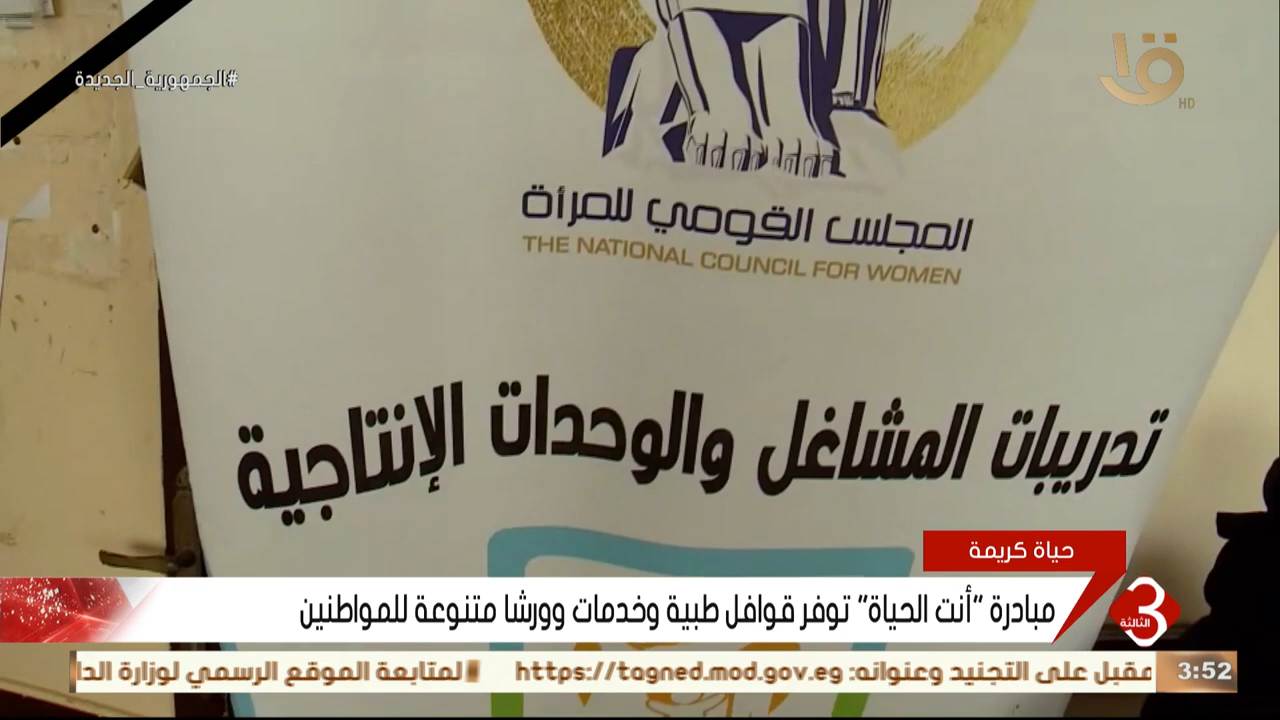 #الجمهورية_الجديدة
HD
المجلس القومي للمرأة
THE NATIONAL COUNCIL FOR WOMEN
تدريبات المشاغل والوحدات الإنتاجية
حياة كريمة
مبادرة "أنت الحياة" توفر قوافل طبية وخدمات وورشا متنوعة للمواطنين
3 الثالثة
3:52 مقبل على التجنيد وعنوانه: https://tagned.mod.gov.eg لمتابعة الموقع الرسمي لوزارة الدا